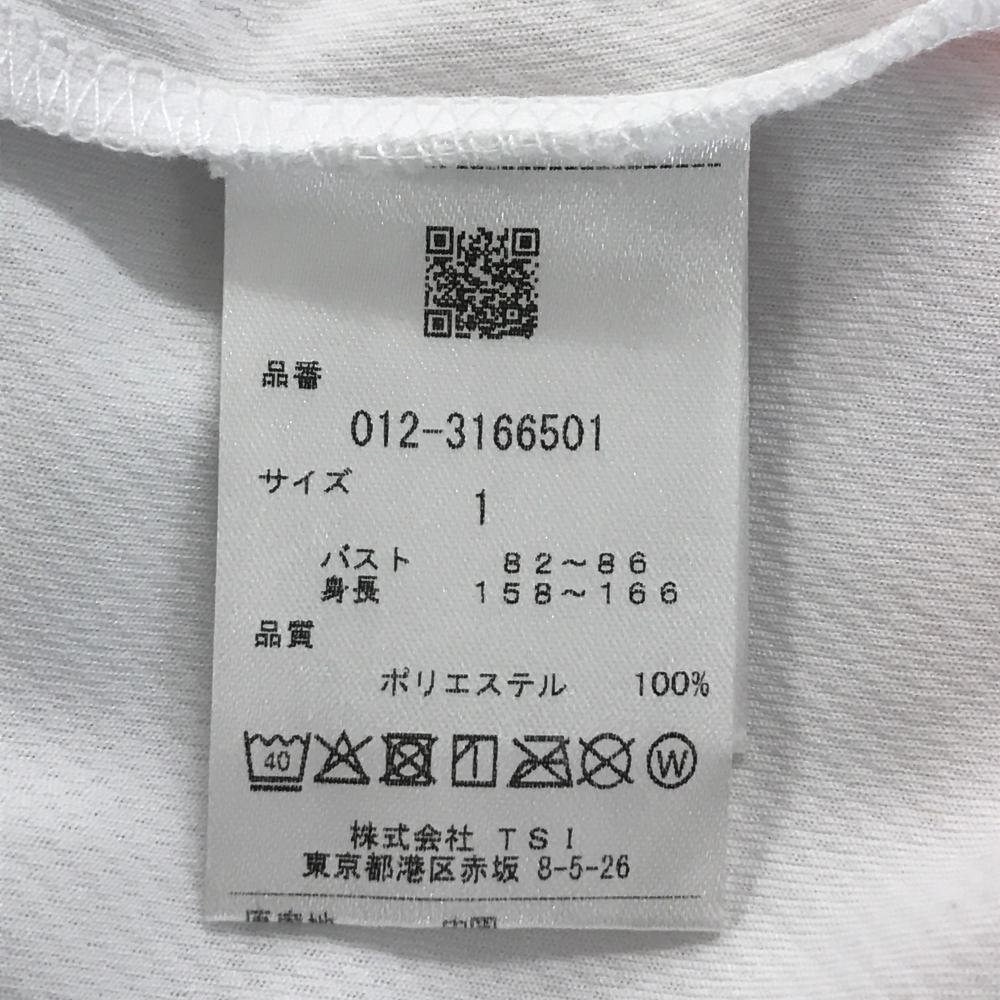 品番
012-3166501
サイズ
1
バスト 82～86
身長 158～166
品質
ポリエステル 100%
40
W
株式会社 TSI
東京都港区赤坂 8-5-26